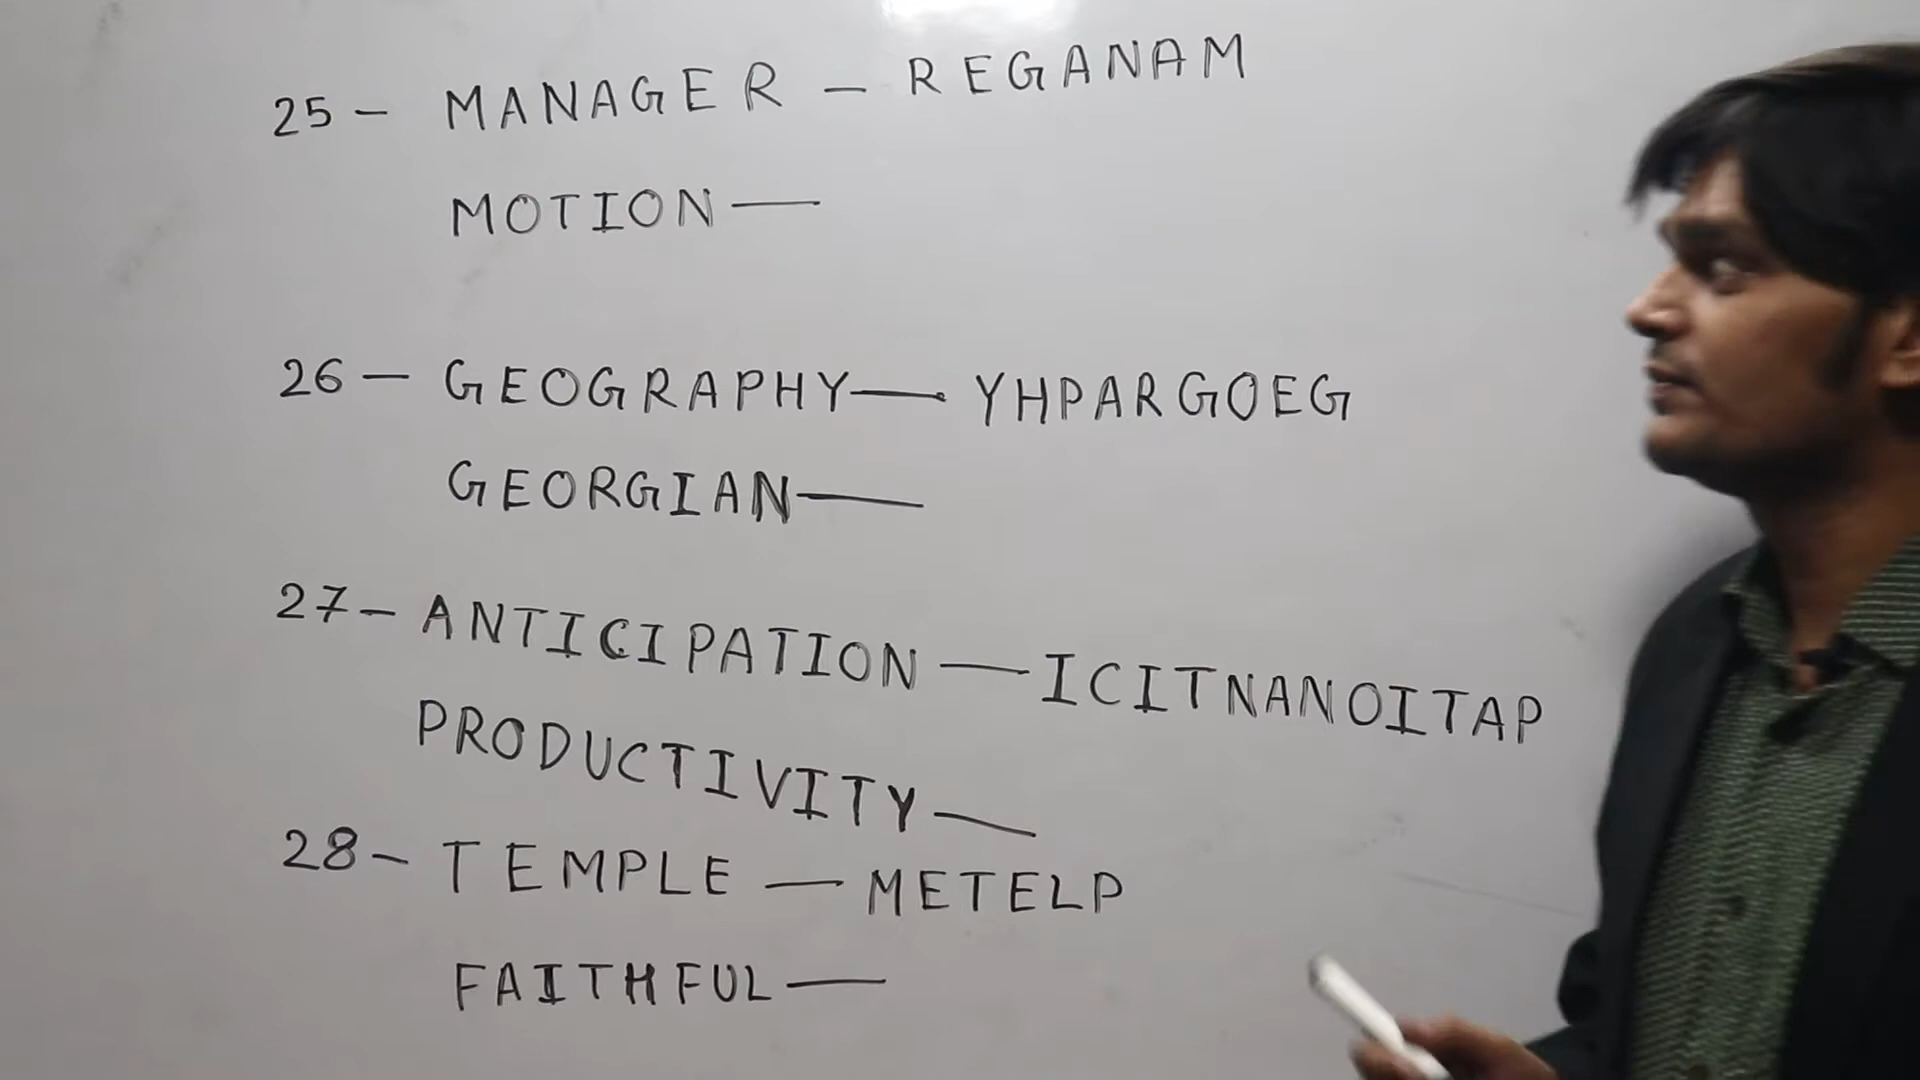 25 - MANAGER - REGANAM
MOTION —
26 - GEOGRAPHY — YHPARGOEG
GEORGIAN —
27 - ANTICIPATION — ICITNANOITAP
PRODUCTIVITY —
28 - TEMPLE — METELP
FAITHFUL —